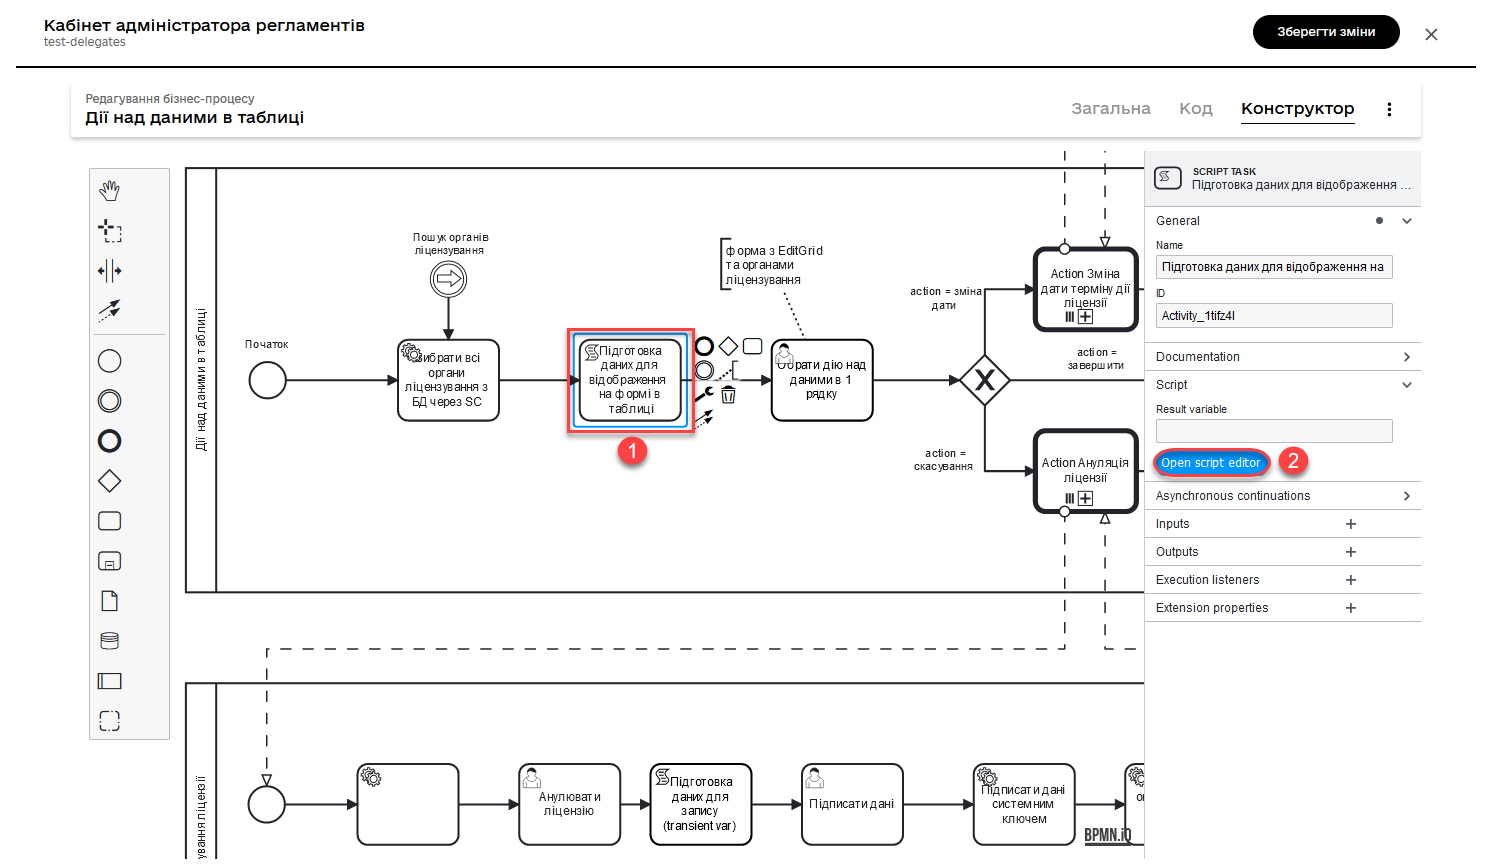 Кабінет адміністратора регламентів
test-delegates
Зберегти зміни
Редагування бізнес-процесу
Дії над даними в таблиці
Загальна
Код
Конструктор
Дії над даними в таблиці
Початок
Пошук органів
ліцензування
Вибрати всі
органи
ліцензування з
БД через SC
Підготовка
даних для
відображення
на формі в
таблиці
1
форма з EditGrid
та органами
ліцензування
Обрати дію над
даними в 1
рядку
action = зміна
дати
action =
завершити
action =
скасування
Action Зміна
дати терміну дії
ліцензії
Action Ануляція
ліцензії
SCRIPT TASK
Підготовка даних для відображення ...
General
Name
Підготовка даних для відображення на
ID
Activity_1tifz4l
Documentation
Script
Result variable
Open script editor
2
Asynchronous continuations
Inputs
Outputs
Execution listeners
Extension properties
ування ліцензії
Анулювати
ліцензію
Підготовка
даних для
запису
(transient var)
Підписати дані
Підписати дані
системним
ключем
BPMN.iO